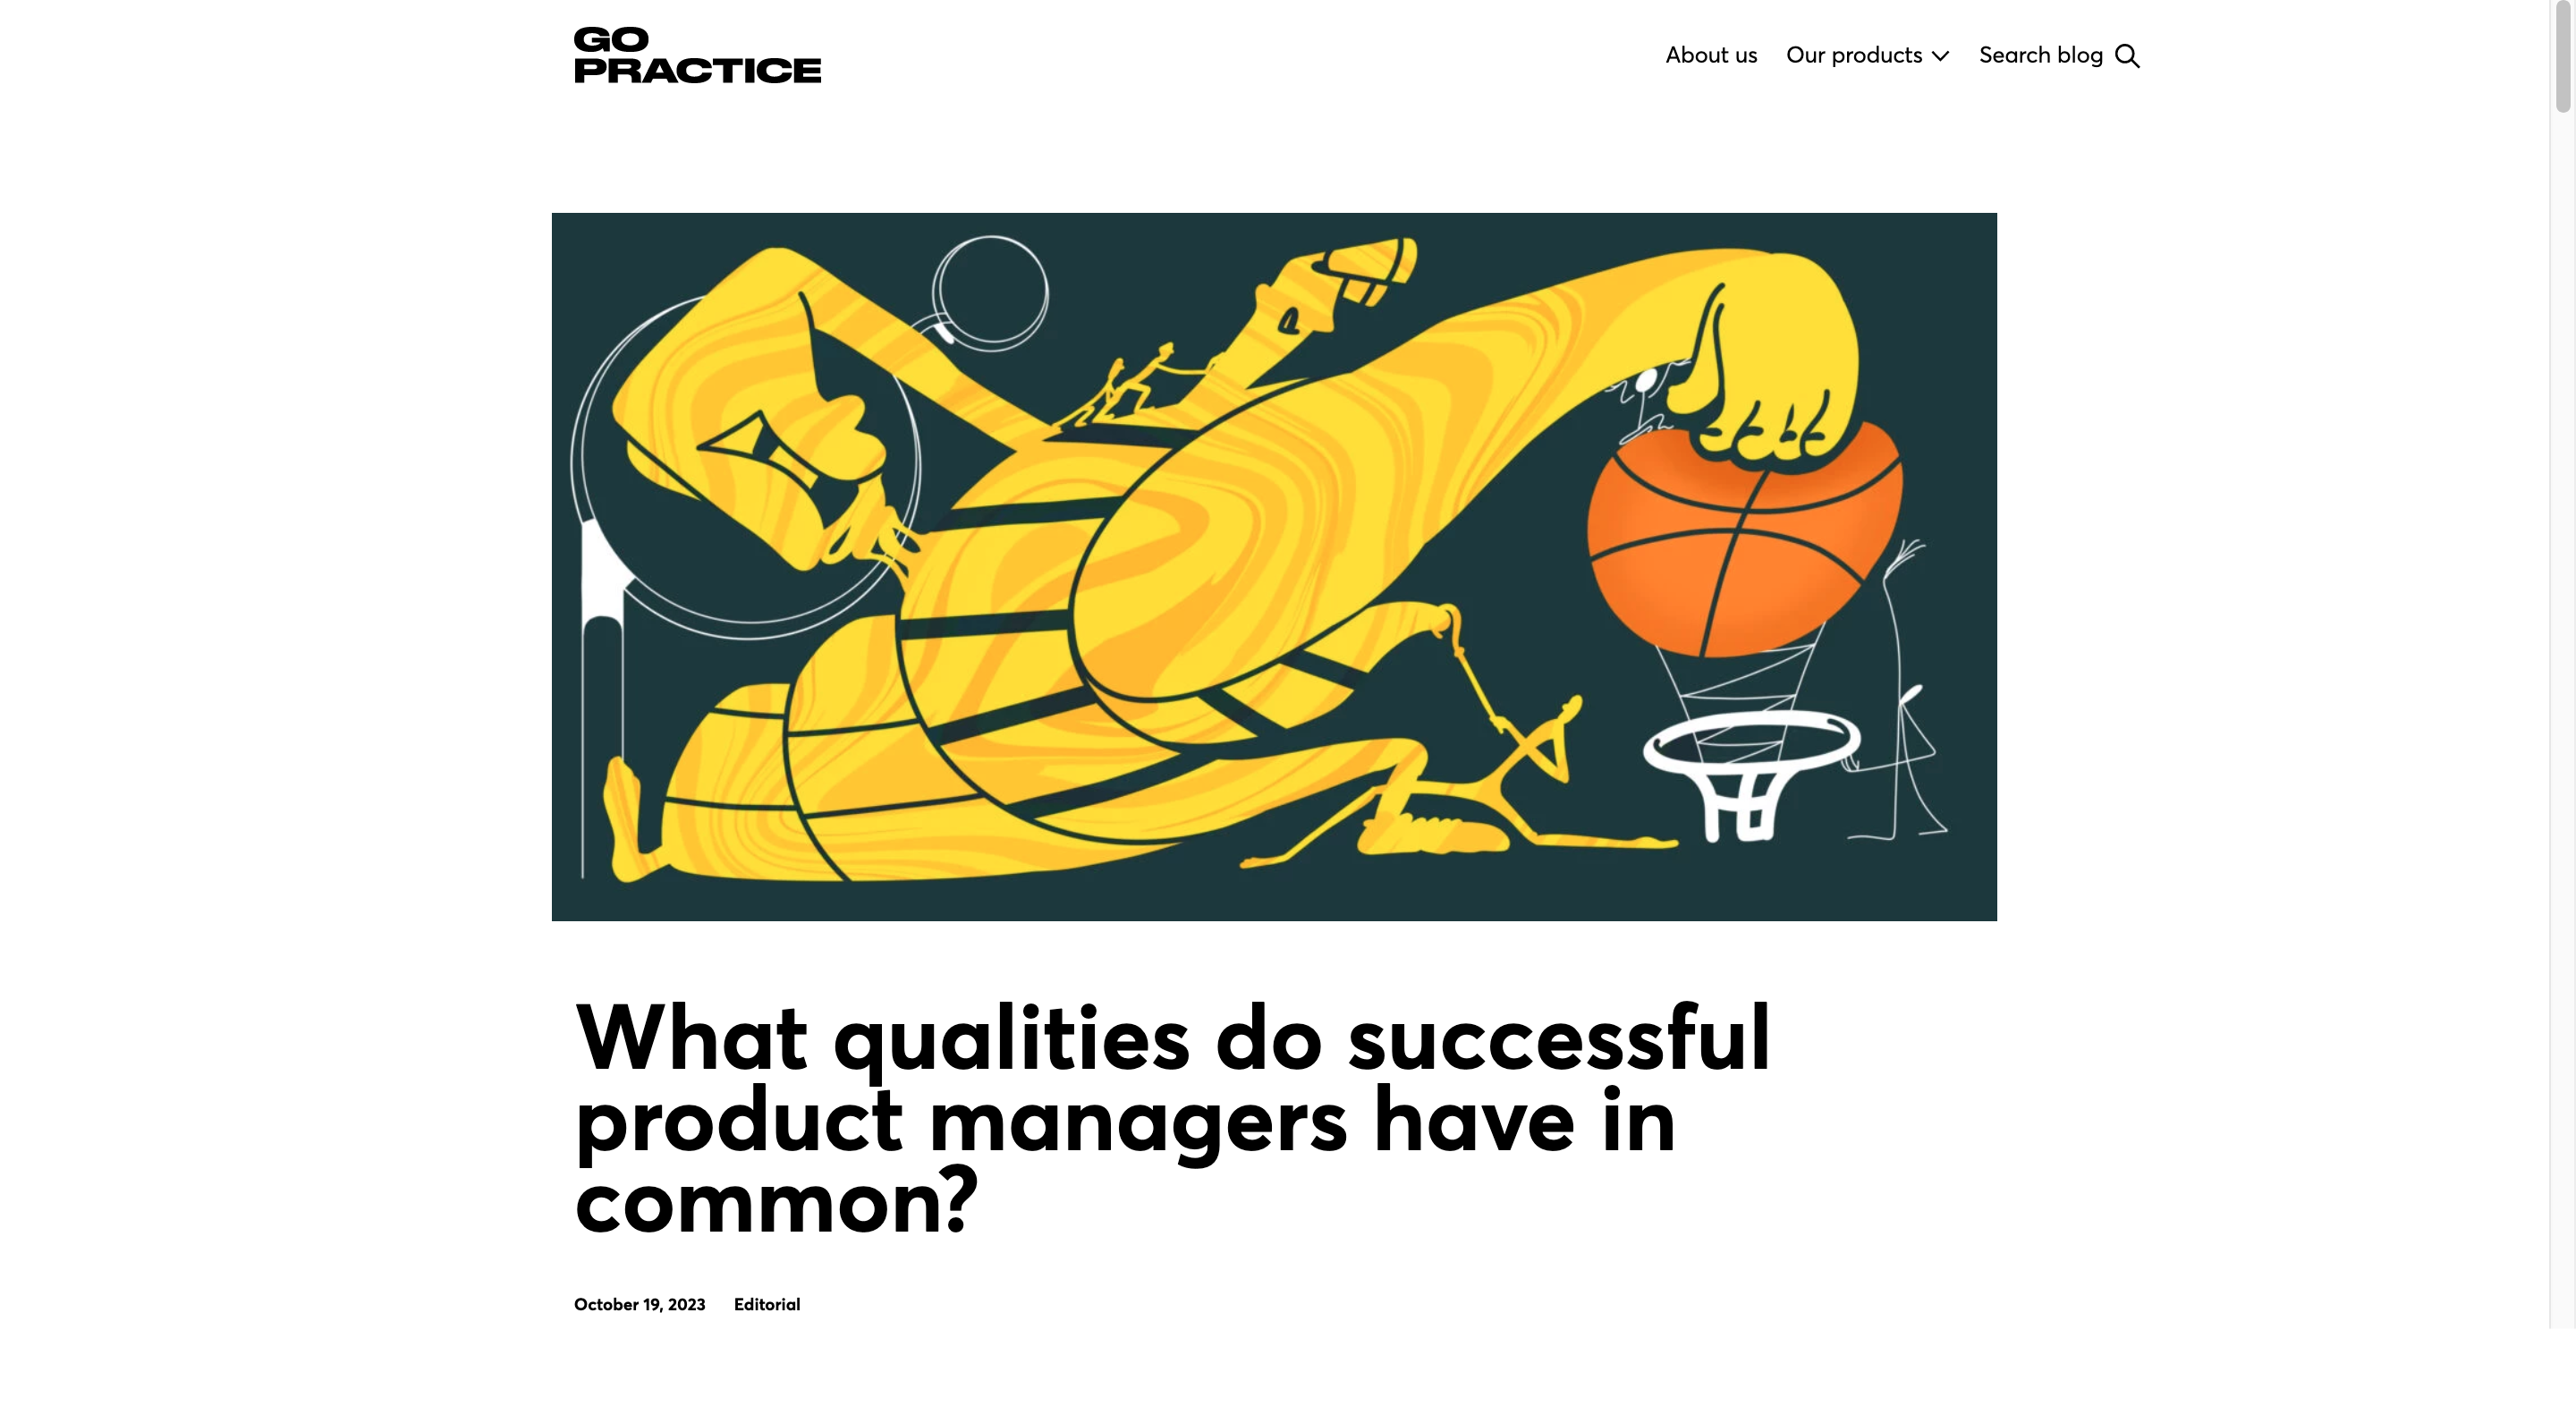 GO
PRACTICE
About us Our products Search blog
What qualities do successful
product managers have in
common?
October 19, 2023 Editorial